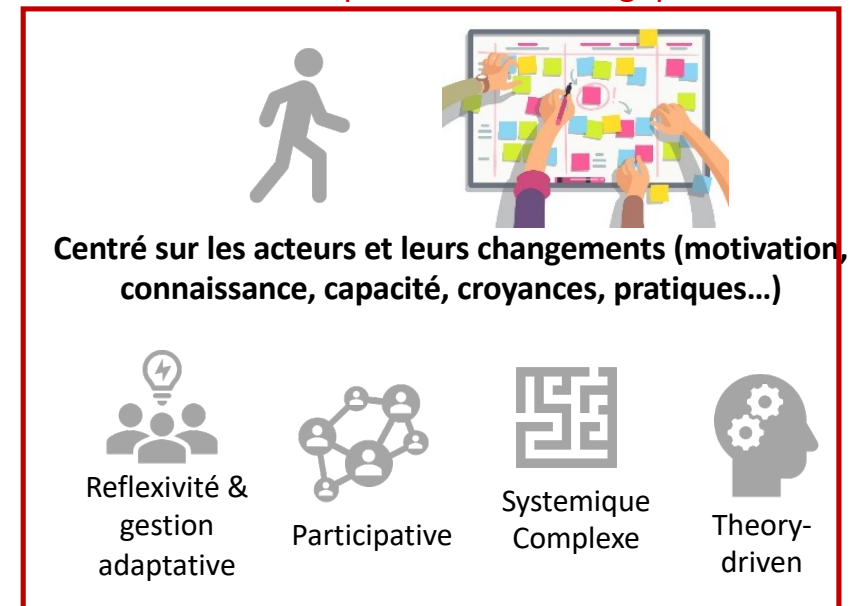 Centré sur les acteurs et leurs changements (motivation,
connaissance, capacité, croyances, pratiques…)
Reflexivité &
gestion
adaptative
Participative
Systemique
Complexe
Theory-
driven